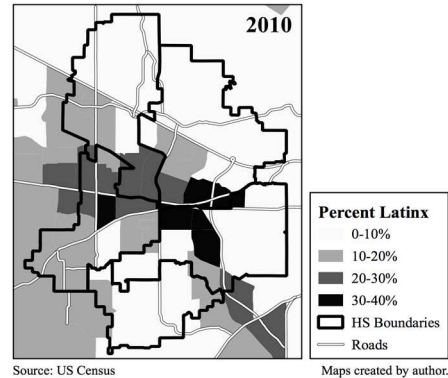 2010
Percent Latinx
0-10%
10-20%
20-30%
30-40%
HS Boundaries
Roads
Source: US Census
Maps created by author.